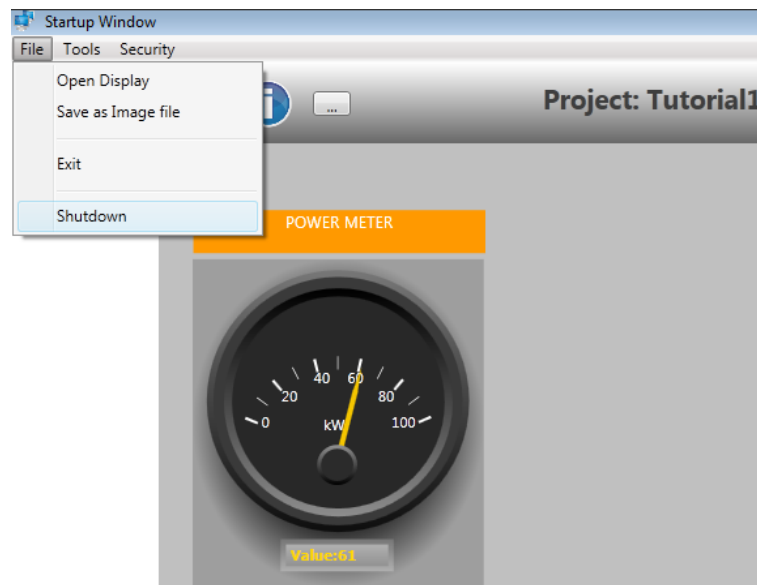 Startup Window
File Tools Security
Open Display
Save as Image file
Exit
Shutdown
...
Project: Tutorial1
POWER METER
0 20 40 60 80 100
kW
Value:61